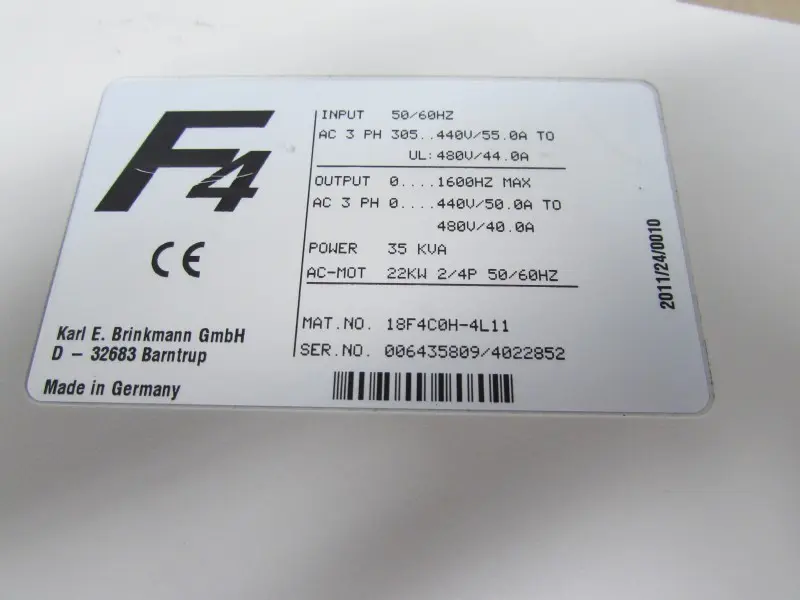 F4
CE
Karl E. Brinkmann GmbH
D - 32683 Barntrup
Made in Germany
INPUT 50/60HZ
AC 3 PH 305..440V/55.0A TO
UL:480V/44.0A
OUTPUT 0....1600HZ MAX
AC 3 PH 0....440V/50.0A TO
480V/40.0A
POWER 35 KVA
AC-MOT 22KW 2/4P 50/60HZ
MAT.NO. 18F4C0H-4L11
SER.NO. 006435809/4022852
2011/24/0010